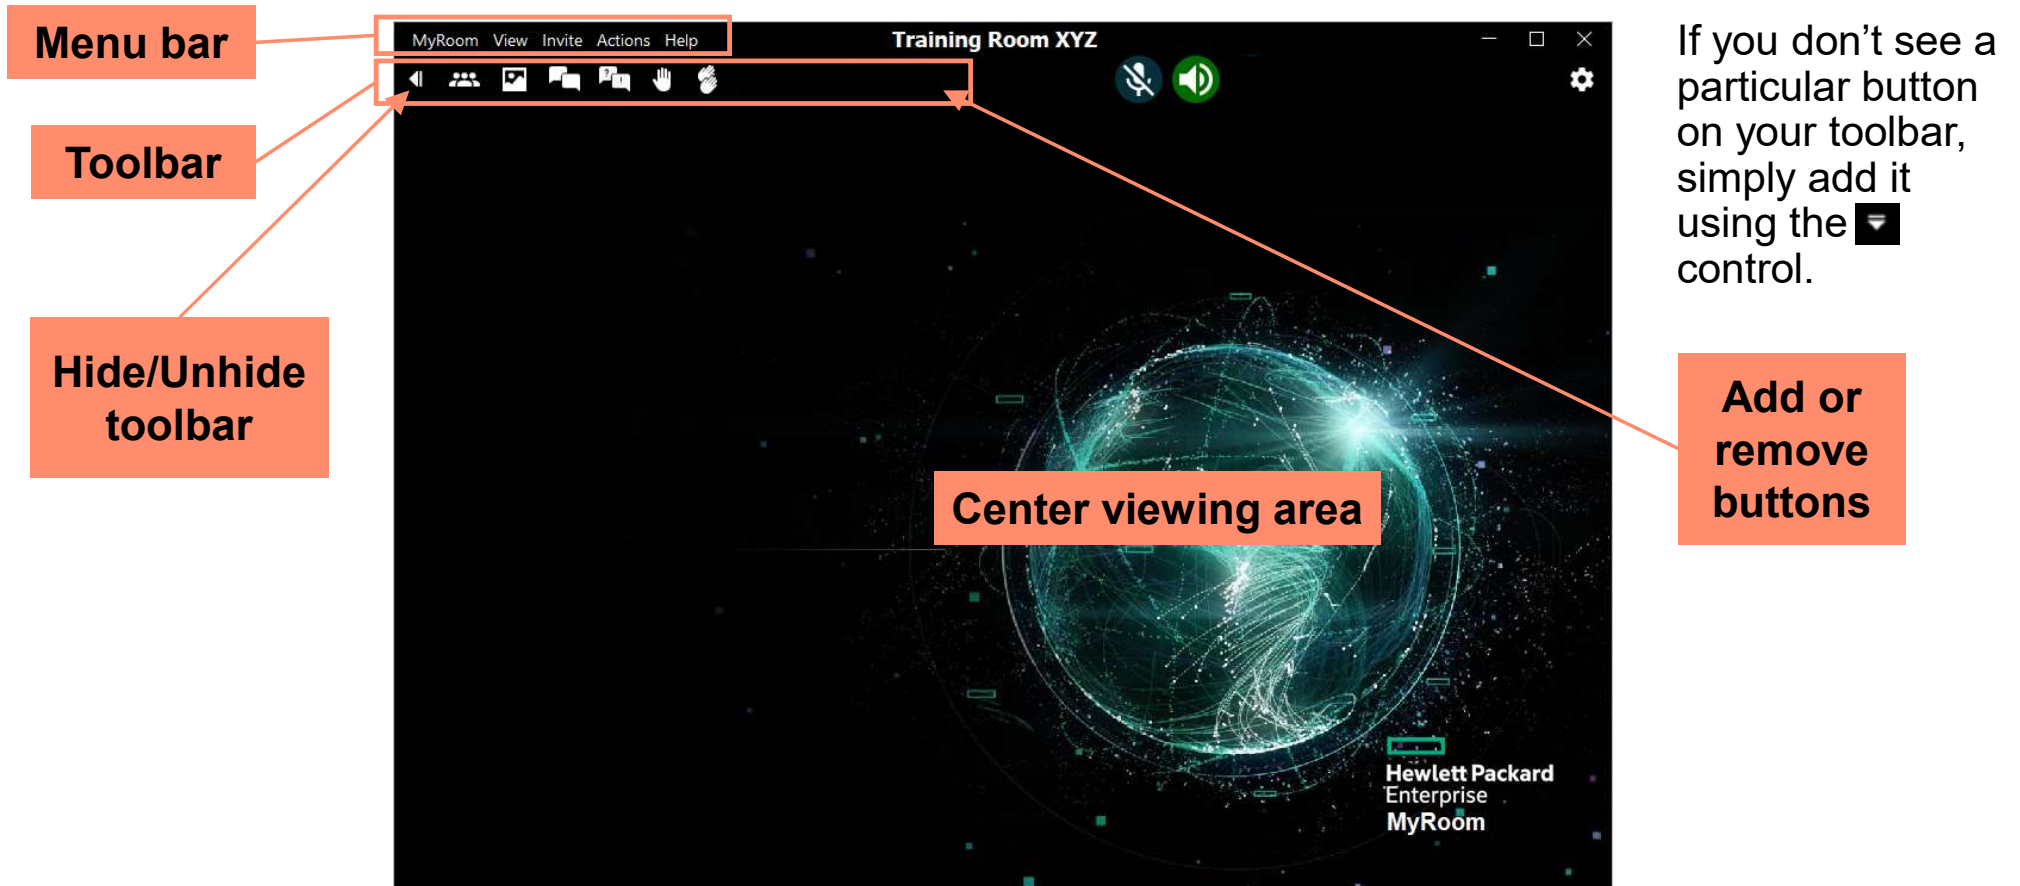 Menu bar
MyRoom View Invite Actions Help
Training Room XYZ
Toolbar
Hide/Unhide
toolbar
Center viewing area
Hewlett Packard
Enterprise
MyRoom
If you don’t see a
particular button
on your toolbar,
simply add it
using the
control.
Add or
remove
buttons